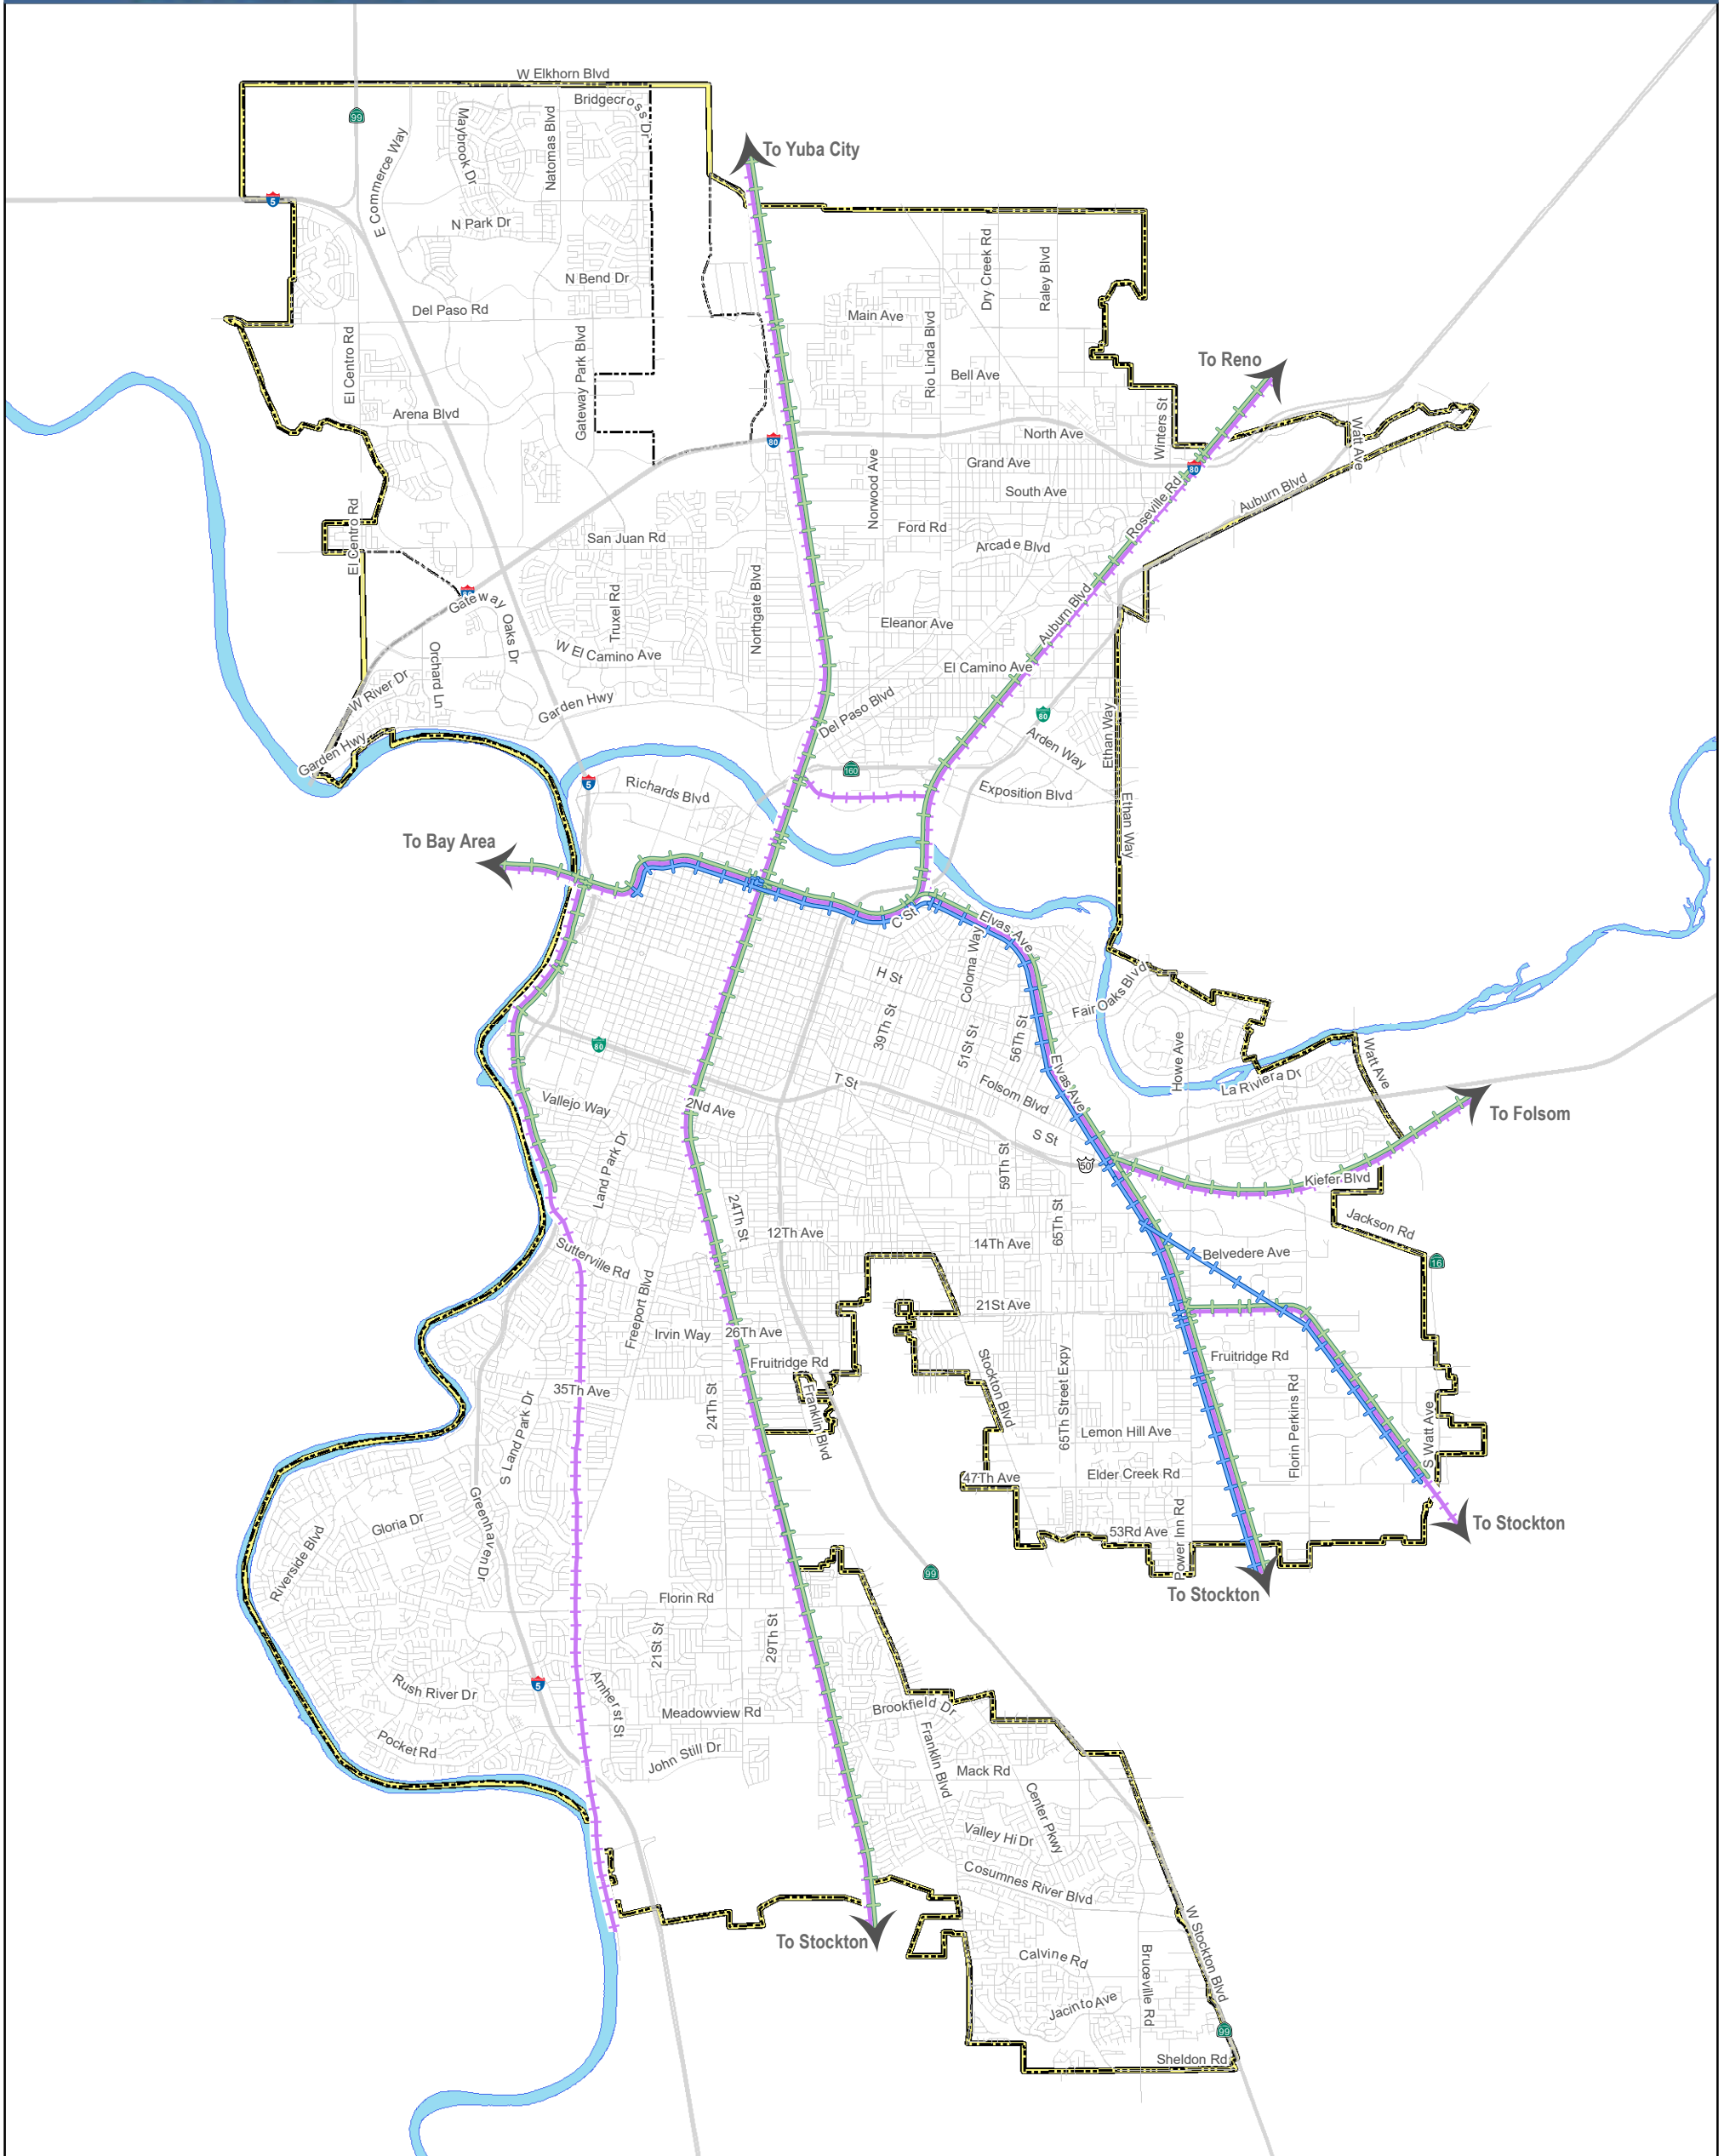 W Elkhorn Blvd
Bridgecross Dr
99
E Commerce Way
Maybrook Dr
Natomas Blvd
To Yuba City
5
N Park Dr
Dry Creek Rd
Raley Blvd
N Bend Dr
Del Paso Rd
Main Ave
El Centro Rd
Gateway Park Blvd
Rio Linda Blvd
To Reno
Bell Ave
Arena Blvd
Winters St
Watt Ave
North Ave
80
Grand Ave
80
Norwood Ave
South Ave
Roseville Rd
Auburn Blvd
El Centro Rd
Ford Rd
San Juan Rd
Arcade Blvd
Gateway Oaks Dr
Truxel Rd
Northgate Blvd
Auburn Blvd
Eleanor Ave
W El Camino Ave
El Camino Ave
Orchard Ln
W River Dr
Garden Hwy
Del Paso Blvd
80
Ethan Way
Arden Way
Garden Hwy
160
5
Richards Blvd
Exposition Blvd
Ethan Way
To Bay Area
C St
Elvas Ave
Coloma Way
H St
Fair Oaks Blvd
39Th St
51St St
56Th St
80
Howe Ave
Watt Ave
T St
Elvas Ave
La Riviera Dr
Folsom Blvd
Vallejo Way
2Nd Ave
To Folsom
S St
Land Park Dr
59Th St
50
Kiefer Blvd
24Th St
65Th St
Jackson Rd
12Th Ave
14Th Ave
Belvedere Ave
16
Sutterville Rd
Freeport Blvd
21St Ave
Irvin Way
26Th Ave
Fruitridge Rd
Fruitridge Rd
Stockton Blvd
65Th Street Expy
35Th Ave
24Th St
Franklin Blvd
Florin Perkins Rd
S Land Park Dr
Lemon Hill Ave
S Watt Ave
47Th Ave
Elder Creek Rd
Greenhaven Dr
Gloria Dr
Power Inn Rd
53Rd Ave
To Stockton
Riverside Blvd
99
To Stockton
Florin Rd
21St St
29Th St
5
Rush River Dr
Amherst St
Brookfield Dr
Meadowview Rd
Pocket Rd
John Still Dr
Franklin Blvd
Mack Rd
Center Pkwy
Valley Hi Dr
Cosumnes River Blvd
To Stockton
W Stockton Blvd
Calvine Rd
Bruceville Rd
Jacinto Ave
99
Sheldon Rd